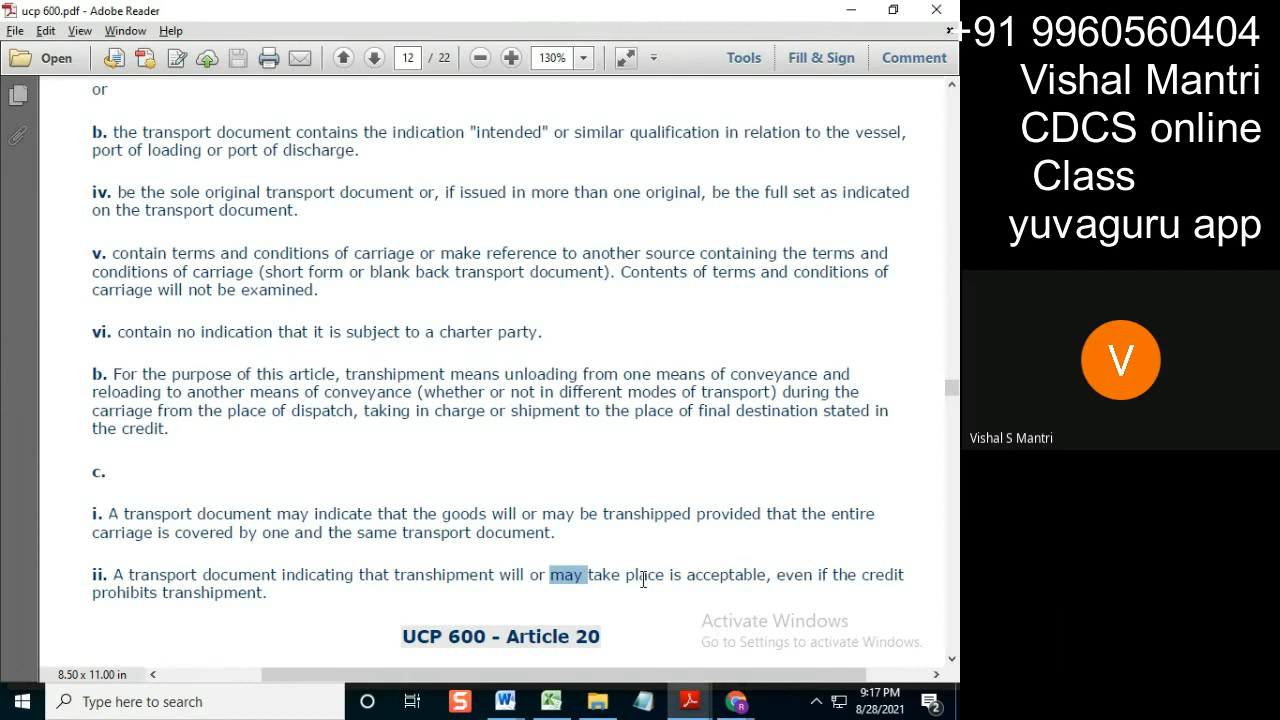 ucp 600.pdf - Adobe Reader
File Edit View Window Help
Open 12 / 22 130% Tools Fill & Sign Comment
or
b. the transport document contains the indication "intended" or similar qualification in relation to the vessel,
port of loading or port of discharge.
iv. be the sole original transport document or, if issued in more than one original, be the full set as indicated
on the transport document.
v. contain terms and conditions of carriage or make reference to another source containing the terms and
conditions of carriage (short form or blank back transport document). Contents of terms and conditions of
carriage will not be examined.
vi. contain no indication that it is subject to a charter party.
b. For the purpose of this article, transhipment means unloading from one means of conveyance and
reloading to another means of conveyance (whether or not in different modes of transport) during the
carriage from the place of dispatch, taking in charge or shipment to the place of final destination stated in
the credit.
c.
i. A transport document may indicate that the goods will or may be transhipped provided that the entire
carriage is covered by one and the same transport document.
ii. A transport document indicating that transhipment will or may take place is acceptable, even if the credit
prohibits transhipment.
UCP 600 - Article 20
Activate Windows
Go to Settings to activate Windows.
8.50 x 11.00 in
Type here to search
9:17 PM
8/28/2021
2
+91 9960560404
Vishal Mantri
CDCS online
Class
yuvaguru app
V
Vishal S Mantri